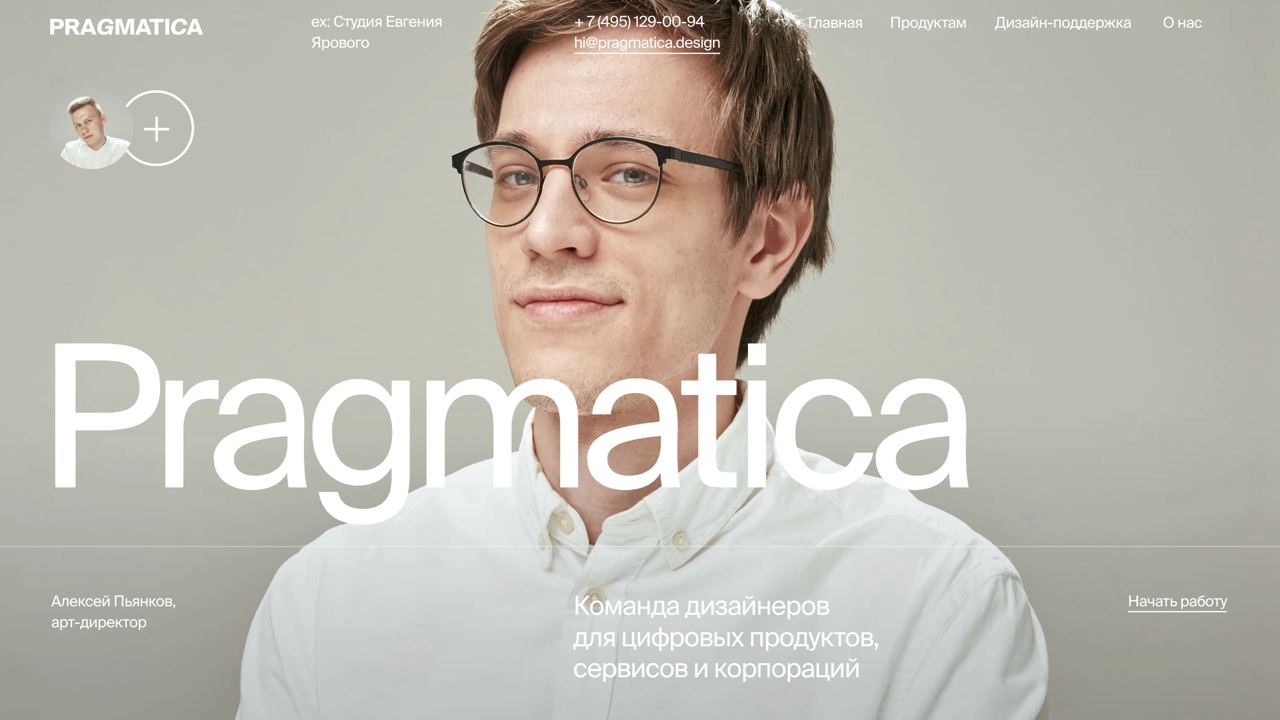 PRAGMATICA
ex: Студия Евгения
Ярового
+ 7 (495) 129-00-94
hi@pragmatica.design
Главная
Продуктам
Дизайн-поддержка
О нас
Pragmatica
Алексей Пьянков,
арт-директор
Команда дизайнеров
для цифровых продуктов,
сервисов и корпораций
Начать работу